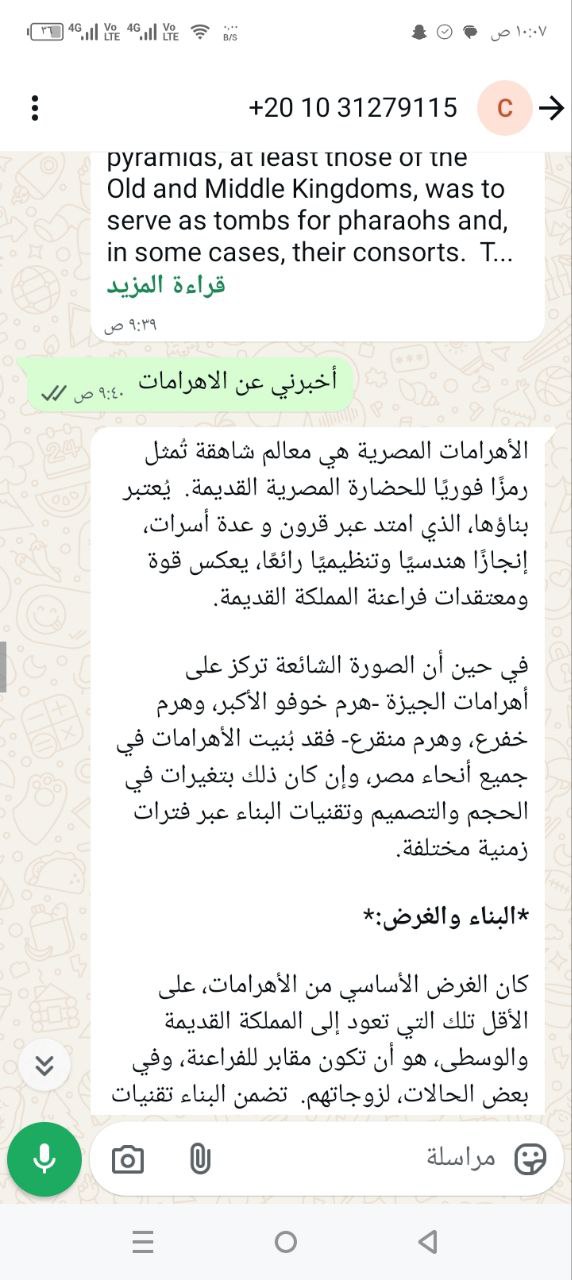 ١٠:٠٧ ص
٣٦
4G
Vo LTE
4G
Vo LTE
B/S
+20 10 31279115
C
pyramids, at least those of the
Old and Middle Kingdoms, was to
serve as tombs for pharaohs and,
in some cases, their consorts. T...
قراءة المزيد
٩:٣٩ ص
أخبرني عن الاهرامات
٩:٤٠ ص
الأهرامات المصرية هي معالم شاهقة تُمثل
رمزًا فوريًا للحضارة المصرية القديمة. يُعتبر
بناؤها، الذي امتد عبر قرون و عدة أسرات،
إنجازًا هندسيًا وتنظيميًا رائعًا، يعكس قوة
ومعتقدات فراعنة المملكة القديمة.
في حين أن الصورة الشائعة تركز على
أهرامات الجيزة -هرم خوفو الأكبر، وهرم
خفرع، وهرم منقرع- فقد بُنيت الأهرامات في
جميع أنحاء مصر، وإن كان ذلك بتغيرات في
الحجم والتصميم وتقنيات البناء عبر فترات
زمنية مختلفة.
*البناء والغرض:*
كان الغرض الأساسي من الأهرامات، على
الأقل تلك التي تعود إلى المملكة القديمة
والوسطى، هو أن تكون مقابر للفراعنة، وفي
بعض الحالات، لزوجاتهم. تضمن البناء تقنيات
مراسلة